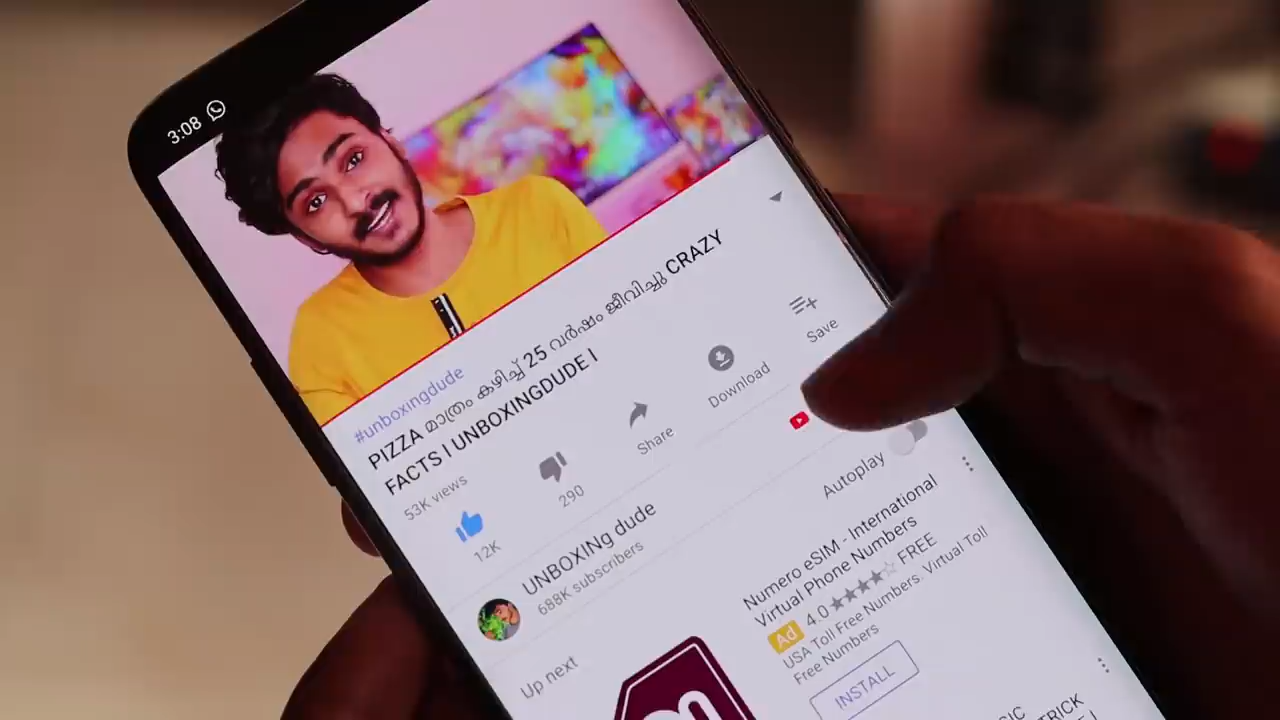 3:08
#unboxingdude
PIZZA മാത്രം കഴിച്ച് 25 വർഷം ജീവിച്ചു CRAZY
FACTS I UNBOXINGDUDE I
53K views
12K
290
Share
Download
Save
UNBOXINg dude
688K subscribers
Up next
Autoplay
Numero eSIM - International
Virtual Phone Numbers
Ad 4.0 ★★★★☆ FREE
USA Toll Free Numbers. Virtual Toll
Free Numbers
INSTALL